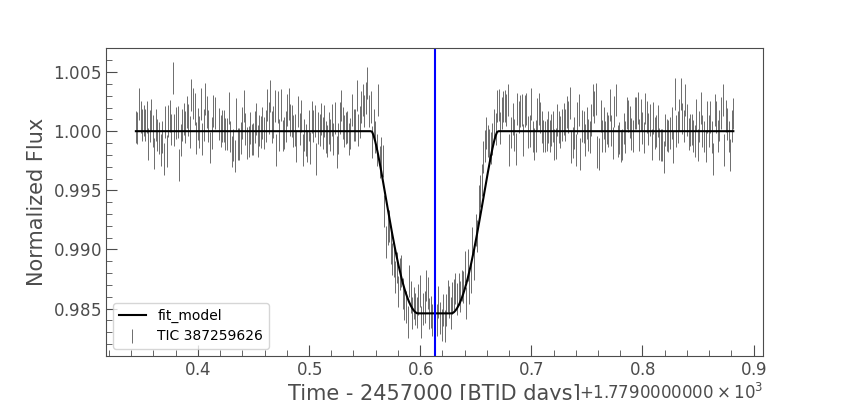 1.005
1.000
0.995
0.990
0.985
Normalized Flux
fit_model
TIC 387259626
0.4 0.5 0.6 0.7 0.8 0.9
Time - 2457000 [BTJD days]
+1.7790000000 × 10³